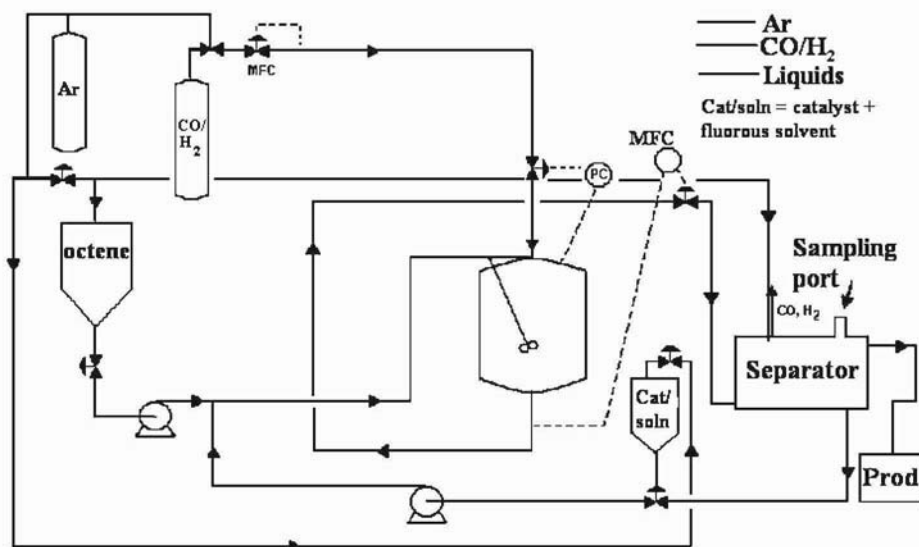 Ar
CO/
H2
MFC
Ar
CO/H2
Liquids
Cat/soln = catalyst +
fluorous solvent
MFC
PC
octene
Sampling
port
CO, H2
Separator
Cat/
soln
Prod